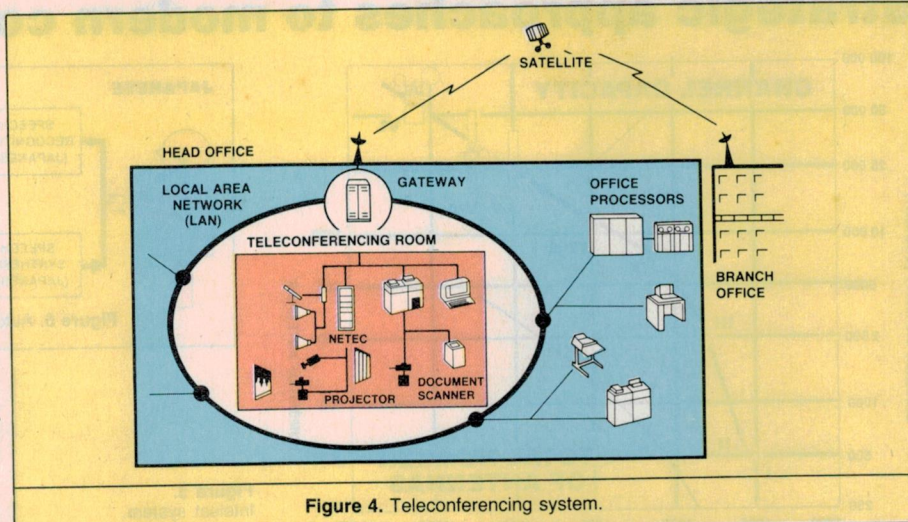 SATELLITE
HEAD OFFICE
LOCAL AREA
NETWORK
(LAN)
GATEWAY
OFFICE
PROCESSORS
TELECONFERENCING ROOM
BRANCH
OFFICE
NETEC
PROJECTOR
DOCUMENT
SCANNER
Figure 4. Teleconferencing system.